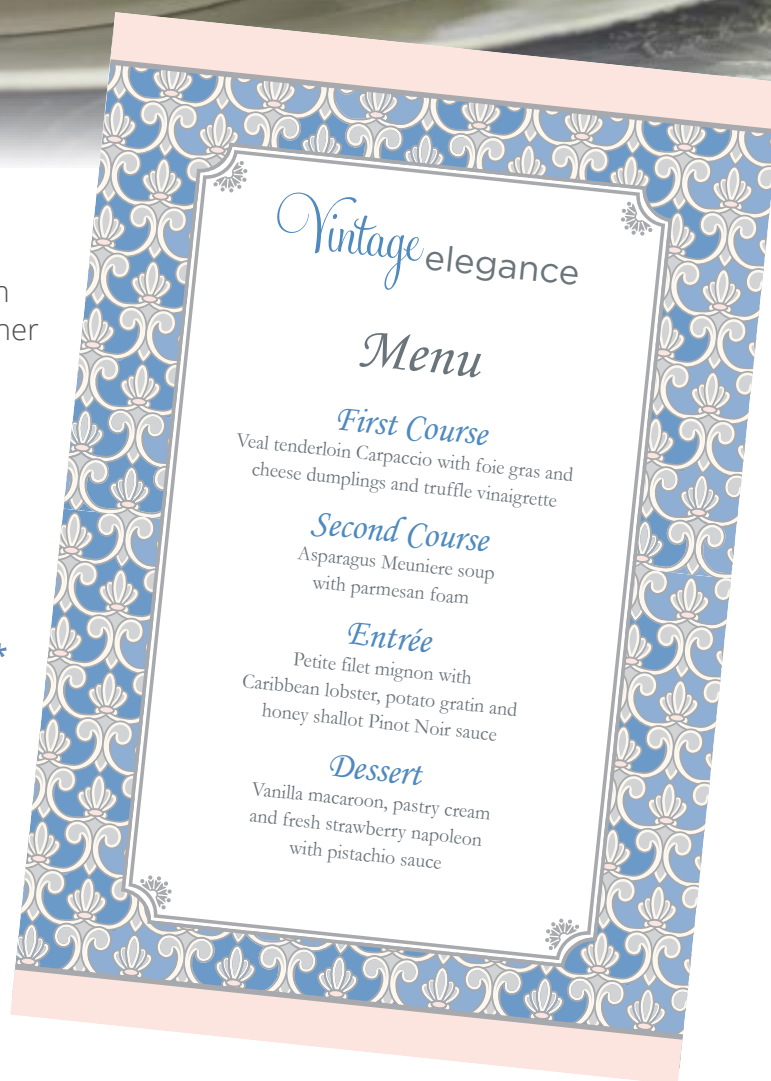 Vintage elegance
Menu
First Course
Veal tenderloin Carpaccio with foie gras and
cheese dumplings and truffle vinaigrette
Second Course
Asparagus Meuniere soup
with parmesan foam
Entrée
Petite filet mignon with
Caribbean lobster, potato gratin and
honey shallot Pinot Noir sauce
Dessert
Vanilla macaroon, pastry cream
and fresh strawberry napoleon
with pistachio sauce
*